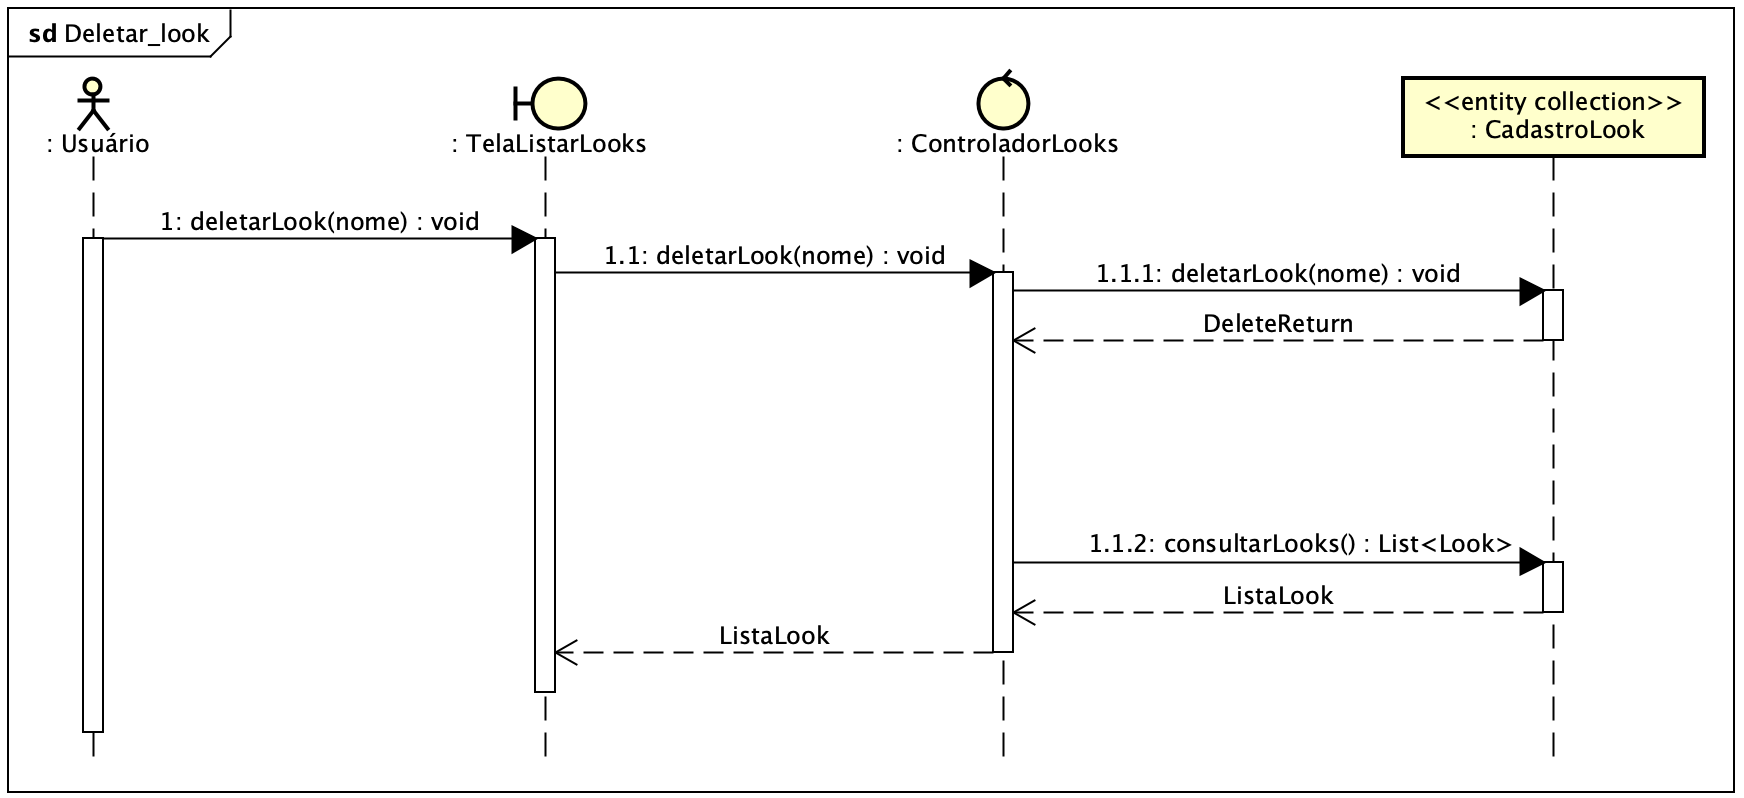 sd Deletar_look
: Usuário
: TelaListarLooks
: ControladorLooks
<<entity collection>>
: CadastroLook
1: deletarLook(nome) : void
1.1: deletarLook(nome) : void
1.1.1: deletarLook(nome) : void
DeleteReturn
1.1.2: consultarLooks() : List<Look>
ListaLook
ListaLook